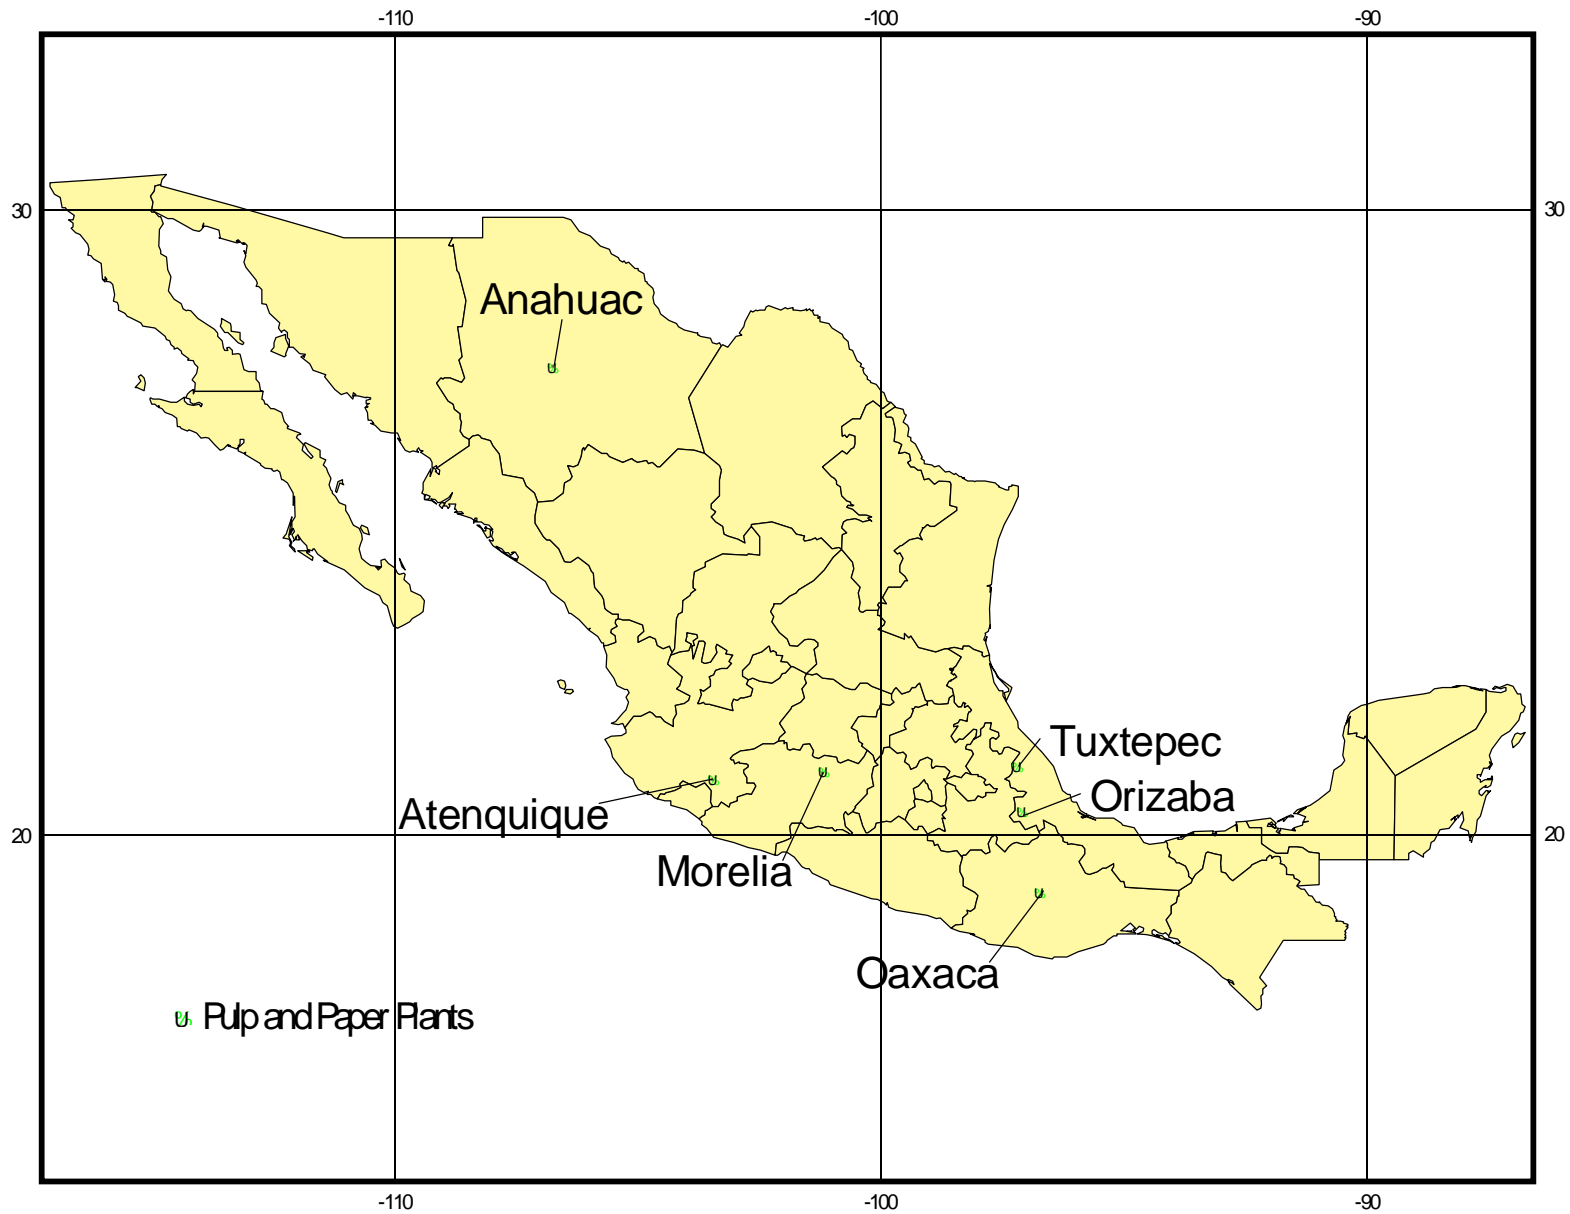 -110 -100 -90
30 30
Anahuac
Tuxtepec
Orizaba
Atenquique
20 20
Morelia
Oaxaca
Pulp and Paper Plants
-110 -100 -90